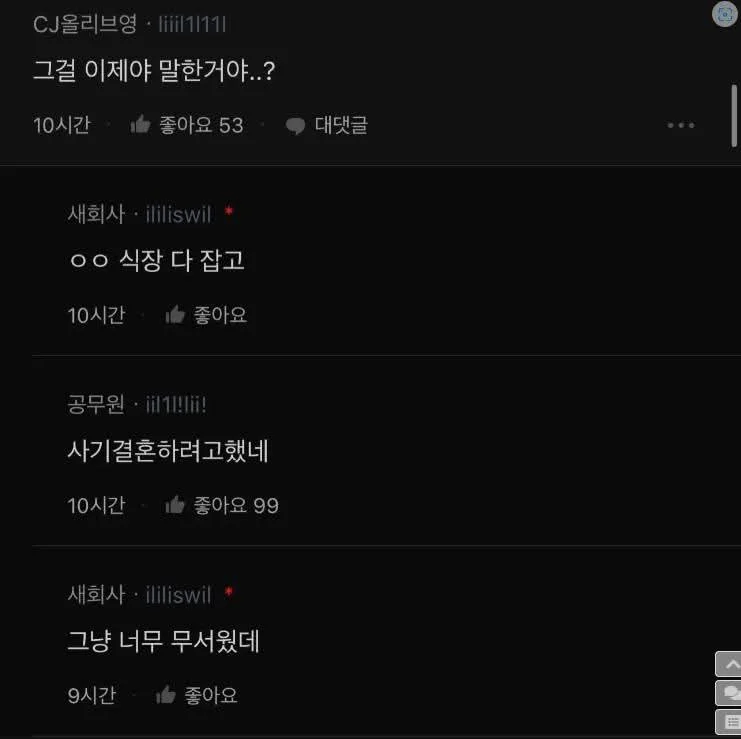 CJ올리브영 · liiil1l11l
그걸 이제야 말한거야..?
10시간 · 좋아요 53 · 대댓글
새회사 · ililiswil *
ㅇㅇ 식장 다 잡고
10시간 · 좋아요
공무원 · iil1l!lii!
사기결혼하려고했네
10시간 · 좋아요 99
새회사 · ililiswil *
그냥 너무 무서웠데
9시간 · 좋아요